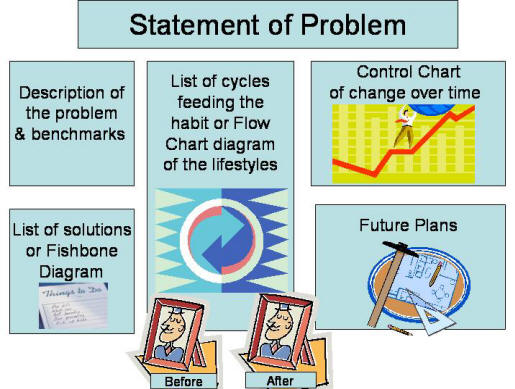 Statement of Problem
Description of
the problem
& benchmarks
List of cycles
feeding the
habit or Flow
Chart diagram
of the lifestyles
Control Chart
of change over time
List of solutions
or Fishbone
Diagram
Things to Do
Future Plans
Before
After